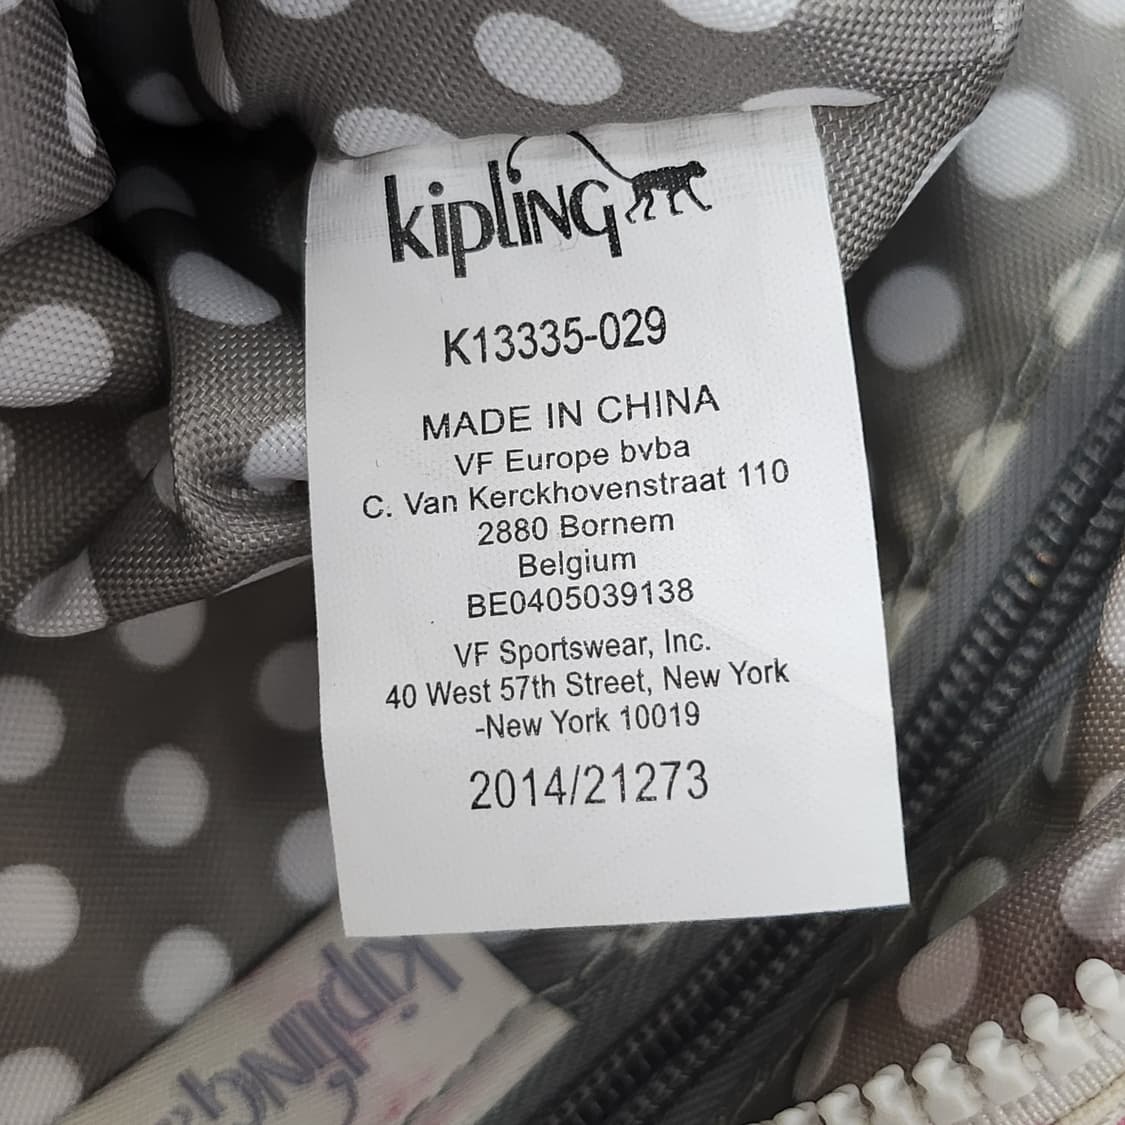 kipling
K13335-029
MADE IN CHINA
VF Europe bvba
C. Van Kerckhovenstraat 110
2880 Bornem
Belgium
BE0405039138
VF Sportswear, Inc.
40 West 57th Street, New York
-New York 10019
2014/21273
kipling